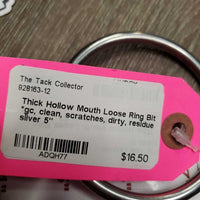 The Tack Collector
928163-12
Thick Hollow Mouth Loose Ring Bit
*gc, clean, scratches, dirty, residue
silver 5"
ADQH77
$16.50